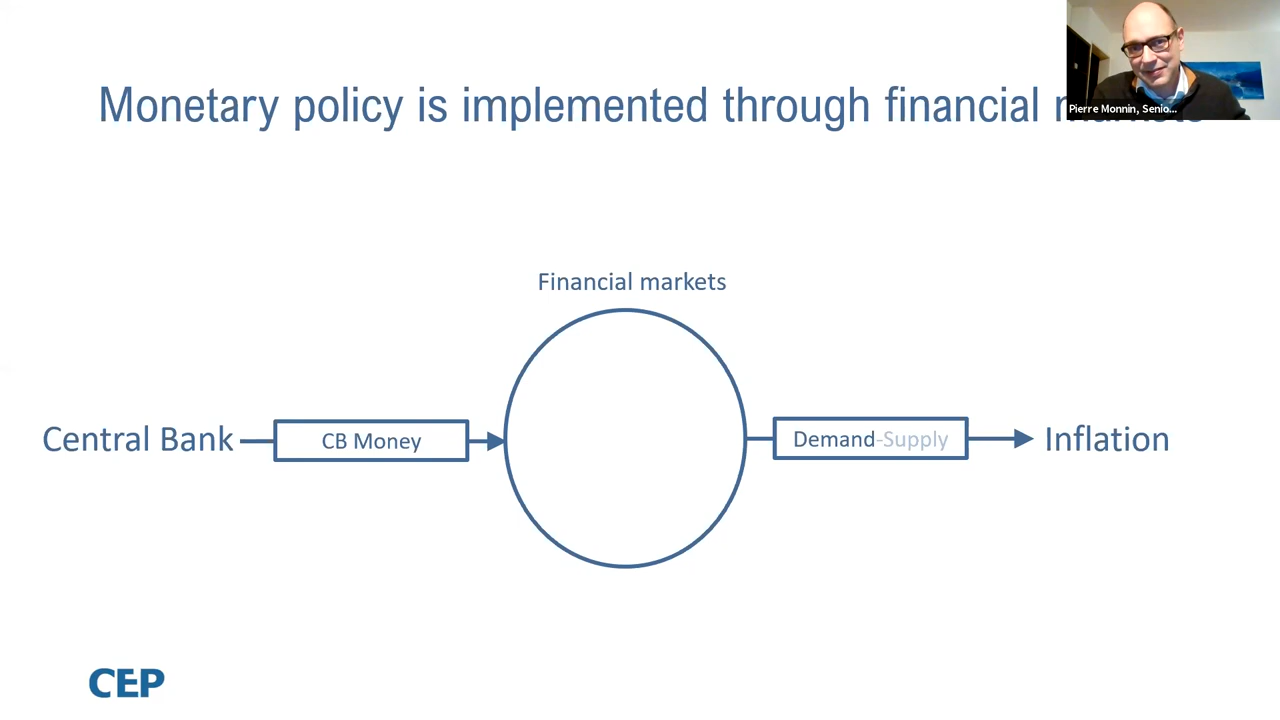 Monetary policy is implemented through financial
Pierre Monnin, Senio...
Financial markets
Central Bank
CB Money
Demand-Supply
Inflation
CEP